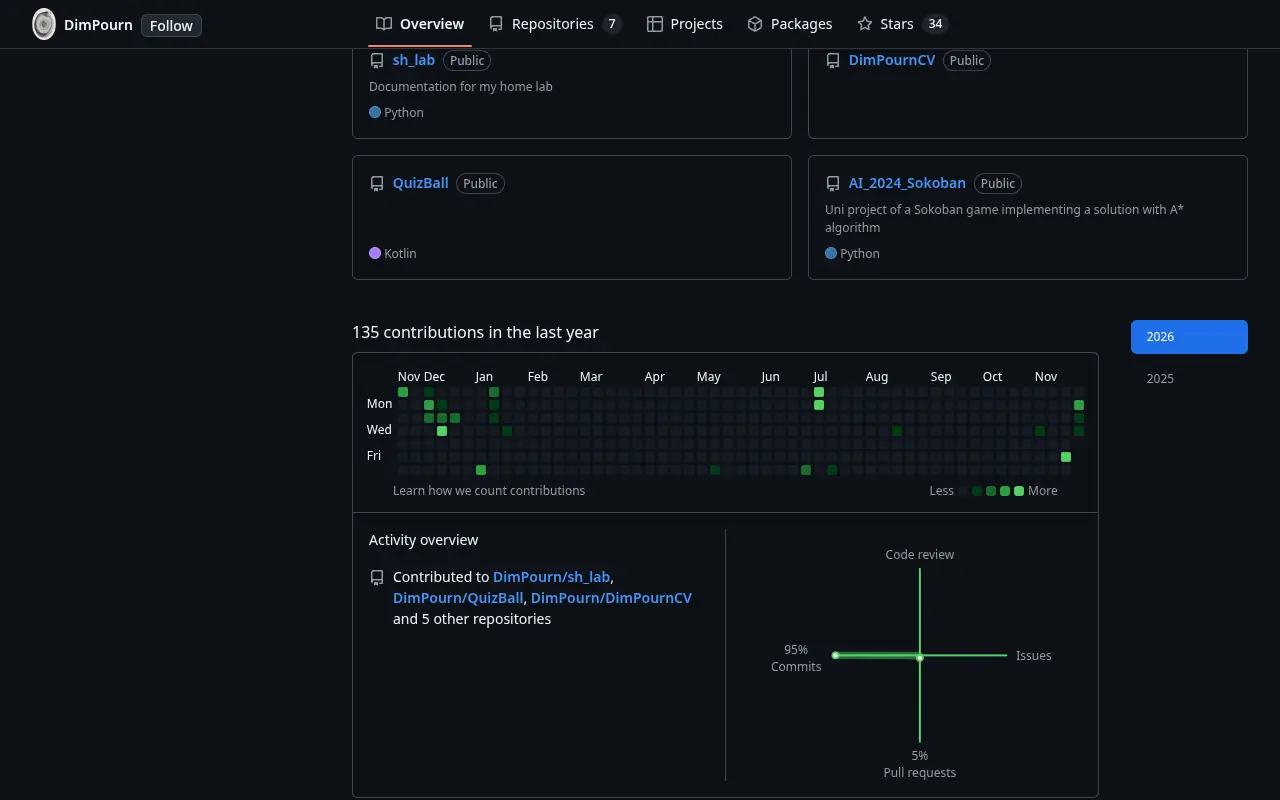 DimPourn Follow Overview Repositories 7 Projects Packages Stars 34
sh_lab Public
Documentation for my home lab
Python
DimPournCV Public
QuizBall Public
Kotlin
AI_2024_Sokoban Public
Uni project of a Sokoban game implementing a solution with A*
algorithm
Python
135 contributions in the last year
2026
2025
Nov Dec Jan Feb Mar Apr May Jun Jul Aug Sep Oct Nov
Mon
Wed
Fri
Learn how we count contributions
Less More
Activity overview
Contributed to DimPourn/sh_lab,
DimPourn/QuizBall, DimPourn/DimPournCV
and 5 other repositories
Code review
95%
Commits
Issues
5%
Pull requests